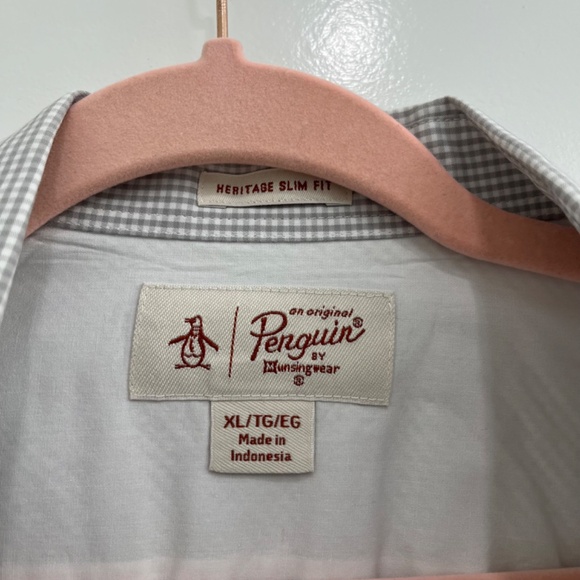 HERITAGE SLIM FIT
an original
Penguin®
BY
Munsingwear
®
XL/TG/EG
Made in
Indonesia